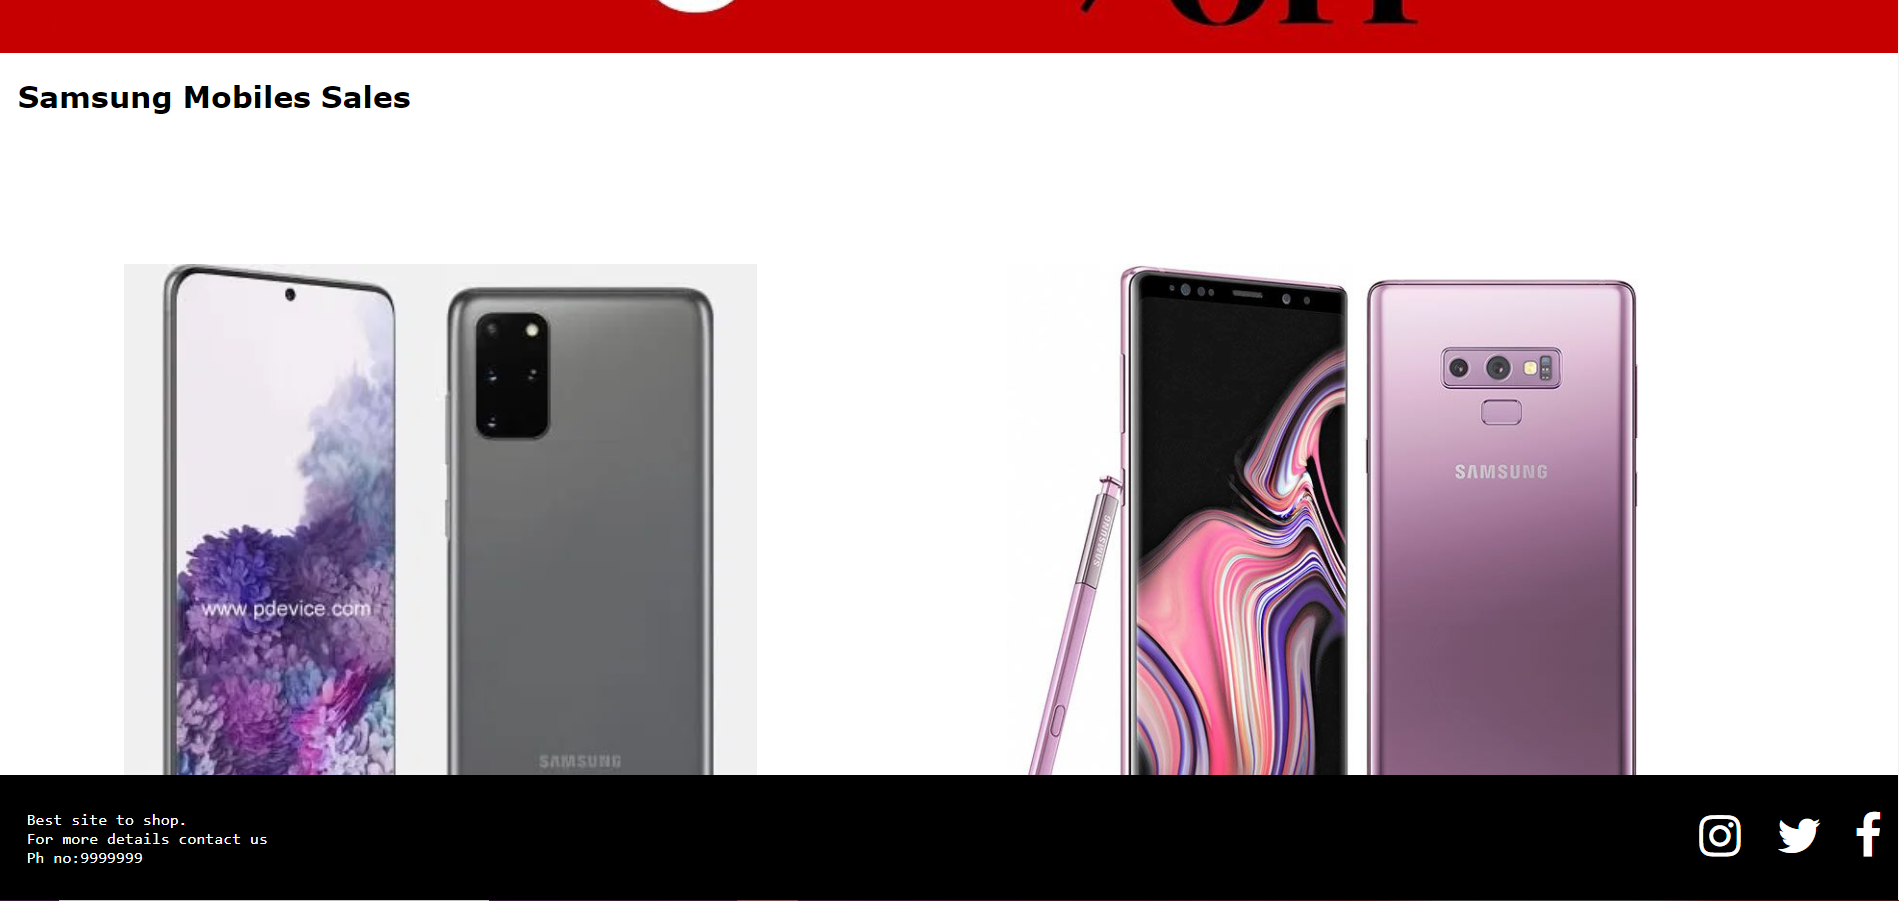 % OFF
Samsung Mobiles Sales
SAMSUNG
SAMSUNG
www.pdevice.com
SAMSUNG
Best site to shop.
For more details contact us
Ph no:9999999